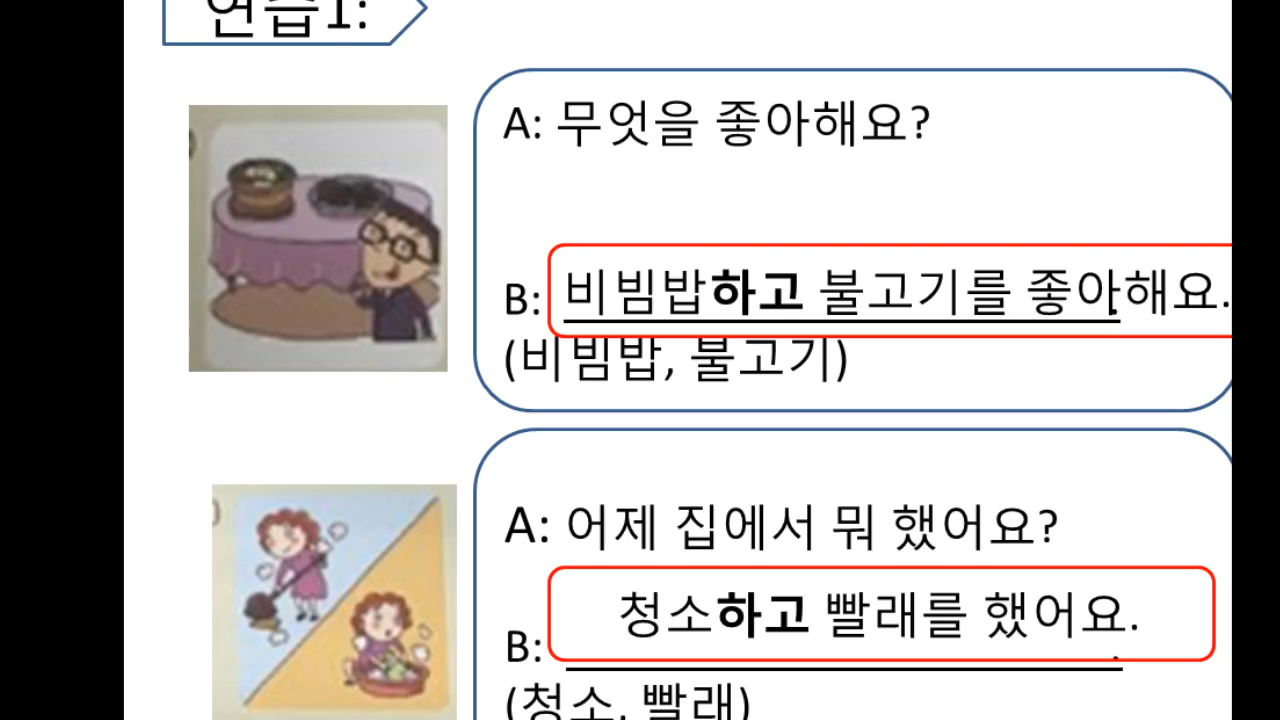 연습1:
A: 무엇을 좋아해요?
B: 비빔밥하고 불고기를 좋아해요.
(비빔밥, 불고기)
A: 어제 집에서 뭐 했어요?
청소하고 빨래를 했어요.
B: .
(청소, 빨래)